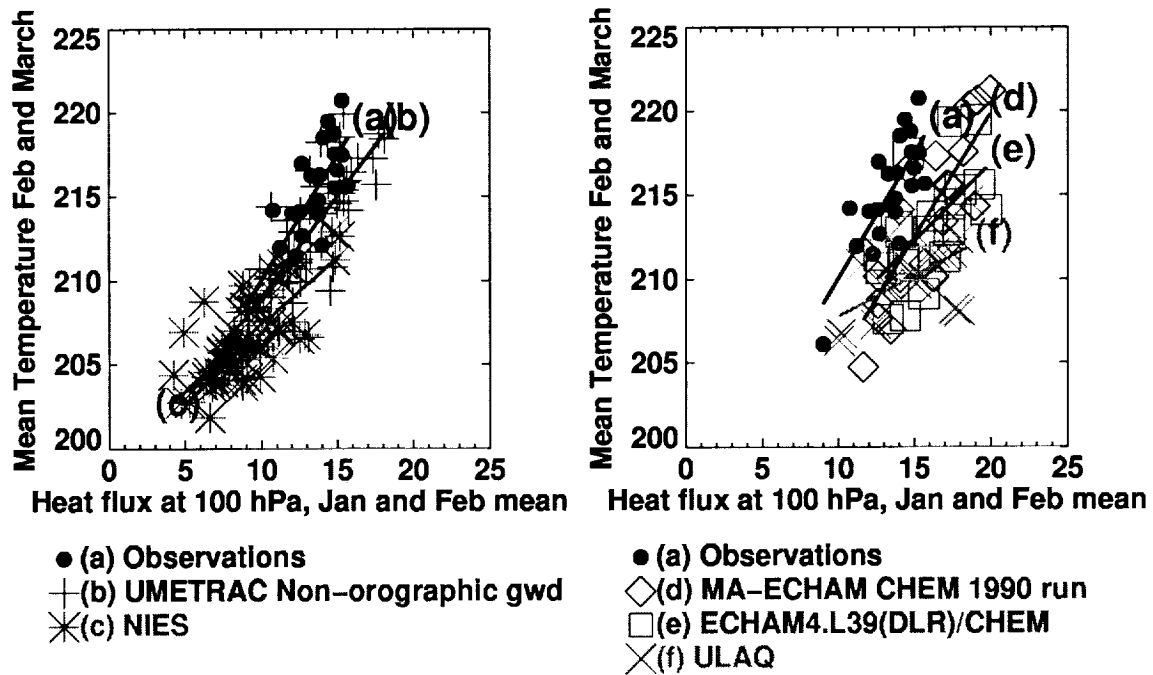 Mean Temperature Feb and March
225
220
215
210
205
200
(a)
(b)
(c)
0 5 10 15 20 25
Heat flux at 100 hPa, Jan and Feb mean
(a) Observations
(b) UMETRAC Non-orographic gwd
(c) NIES
Mean Temperature Feb and March
225
220
215
210
205
200
(a)
(d)
(e)
(f)
0 5 10 15 20 25
Heat flux at 100 hPa, Jan and Feb mean
(a) Observations
(d) MA-ECHAM CHEM 1990 run
(e) ECHAM4.L39(DLR)/CHEM
(f) ULAQ